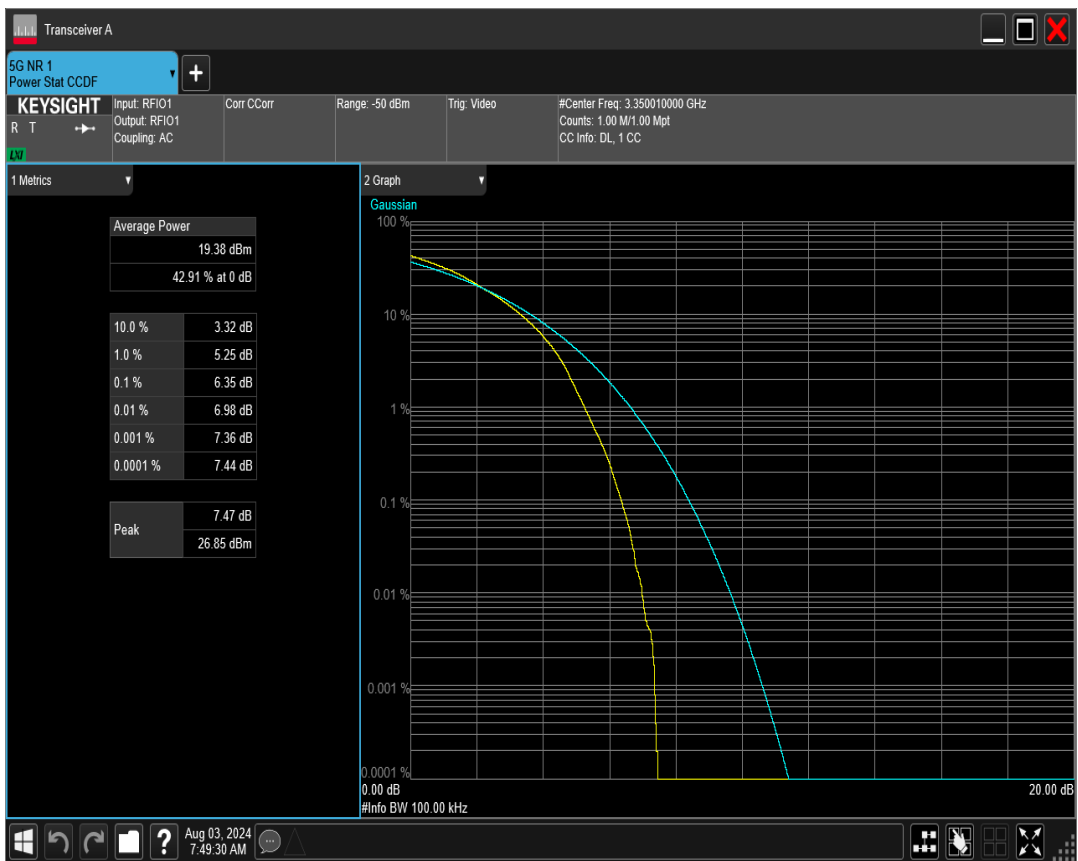 Transceiver A
5G NR 1
Power Stat CCDF
+
KEYSIGHT
R T
LXI
Input: RFIO1
Output: RFIO1
Coupling: AC
Corr CCorr
Range: -50 dBm
Trig: Video
#Center Freq: 3.350010000 GHz
Counts: 1.00 M/1.00 Mpt
CC Info: DL, 1 CC
1 Metrics
Average Power
19.38 dBm
42.91 % at 0 dB
10.0 % 3.32 dB
1.0 % 5.25 dB
0.1 % 6.35 dB
0.01 % 6.98 dB
0.001 % 7.36 dB
0.0001 % 7.44 dB
Peak
7.47 dB
26.85 dBm
2 Graph
Gaussian
100 %
10 %
1 %
0.1 %
0.01 %
0.001 %
0.0001 %
0.00 dB 20.00 dB
#Info BW 100.00 kHz
?
Aug 03, 2024
7:49:30 AM